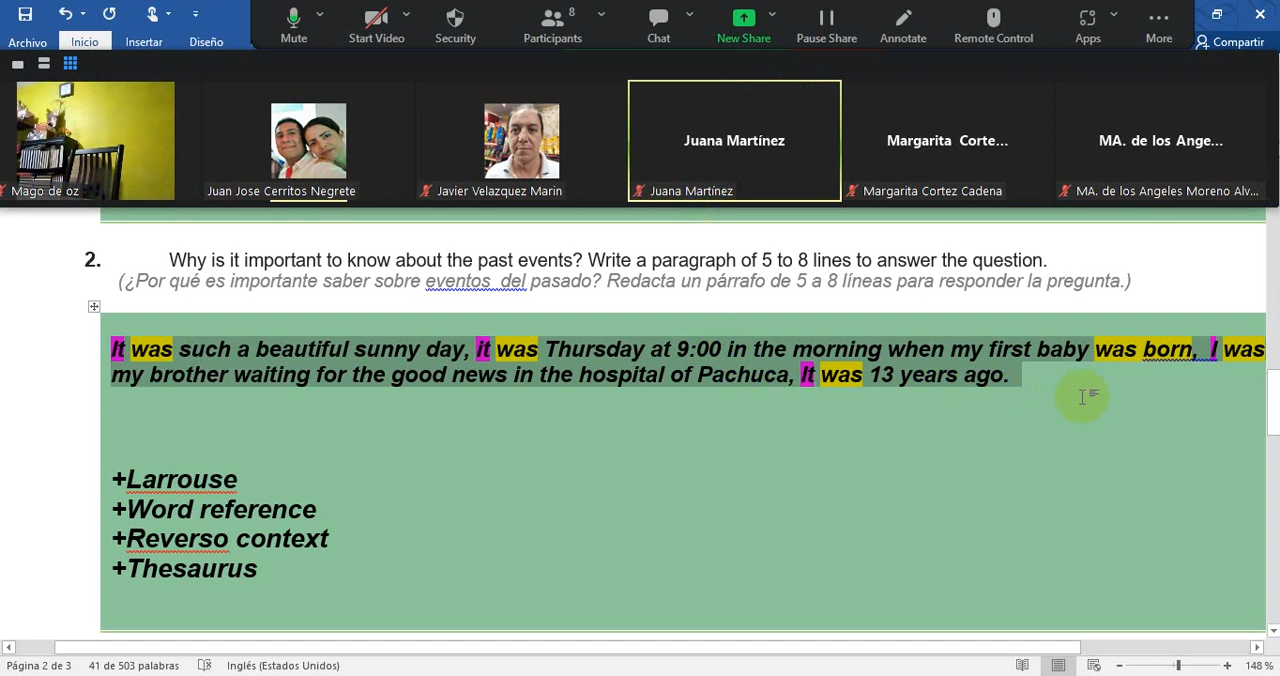 Mute
Start Video
Security
Participants
8
Chat
New Share
Pause Share
Annotate
Remote Control
Apps
More
Archivo
Inicio
Insertar
Diseño
Compartir
Juana Martínez
Margarita Corte...
MA. de los Ange...
Mago de oz
Juan Jose Cerritos Negrete
Javier Velazquez Marin
Juana Martínez
Margarita Cortez Cadena
MA. de los Angeles Moreno Alv...
2. Why is it important to know about the past events? Write a paragraph of 5 to 8 lines to answer the question.
(¿Por qué es importante saber sobre eventos del pasado? Redacta un párrafo de 5 a 8 líneas para responder la pregunta.)
It was such a beautiful sunny day, it was Thursday at 9:00 in the morning when my first baby was born, I was
my brother waiting for the good news in the hospital of Pachuca, It was 13 years ago.
+Larrouse
+Word reference
+Reverso context
+Thesaurus
Página 2 de 3
41 de 503 palabras
Inglés (Estados Unidos)
148 %